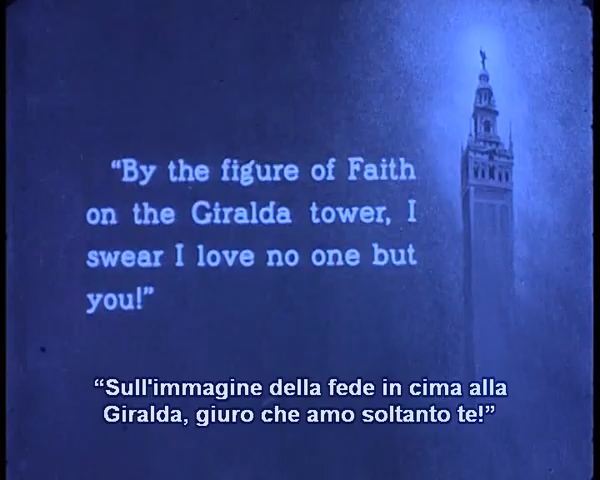 “By the figure of Faith
on the Giralda tower, I
swear I love no one but
you!”
“Sull'immagine della fede in cima alla
Giralda, giuro che amo soltanto te!”